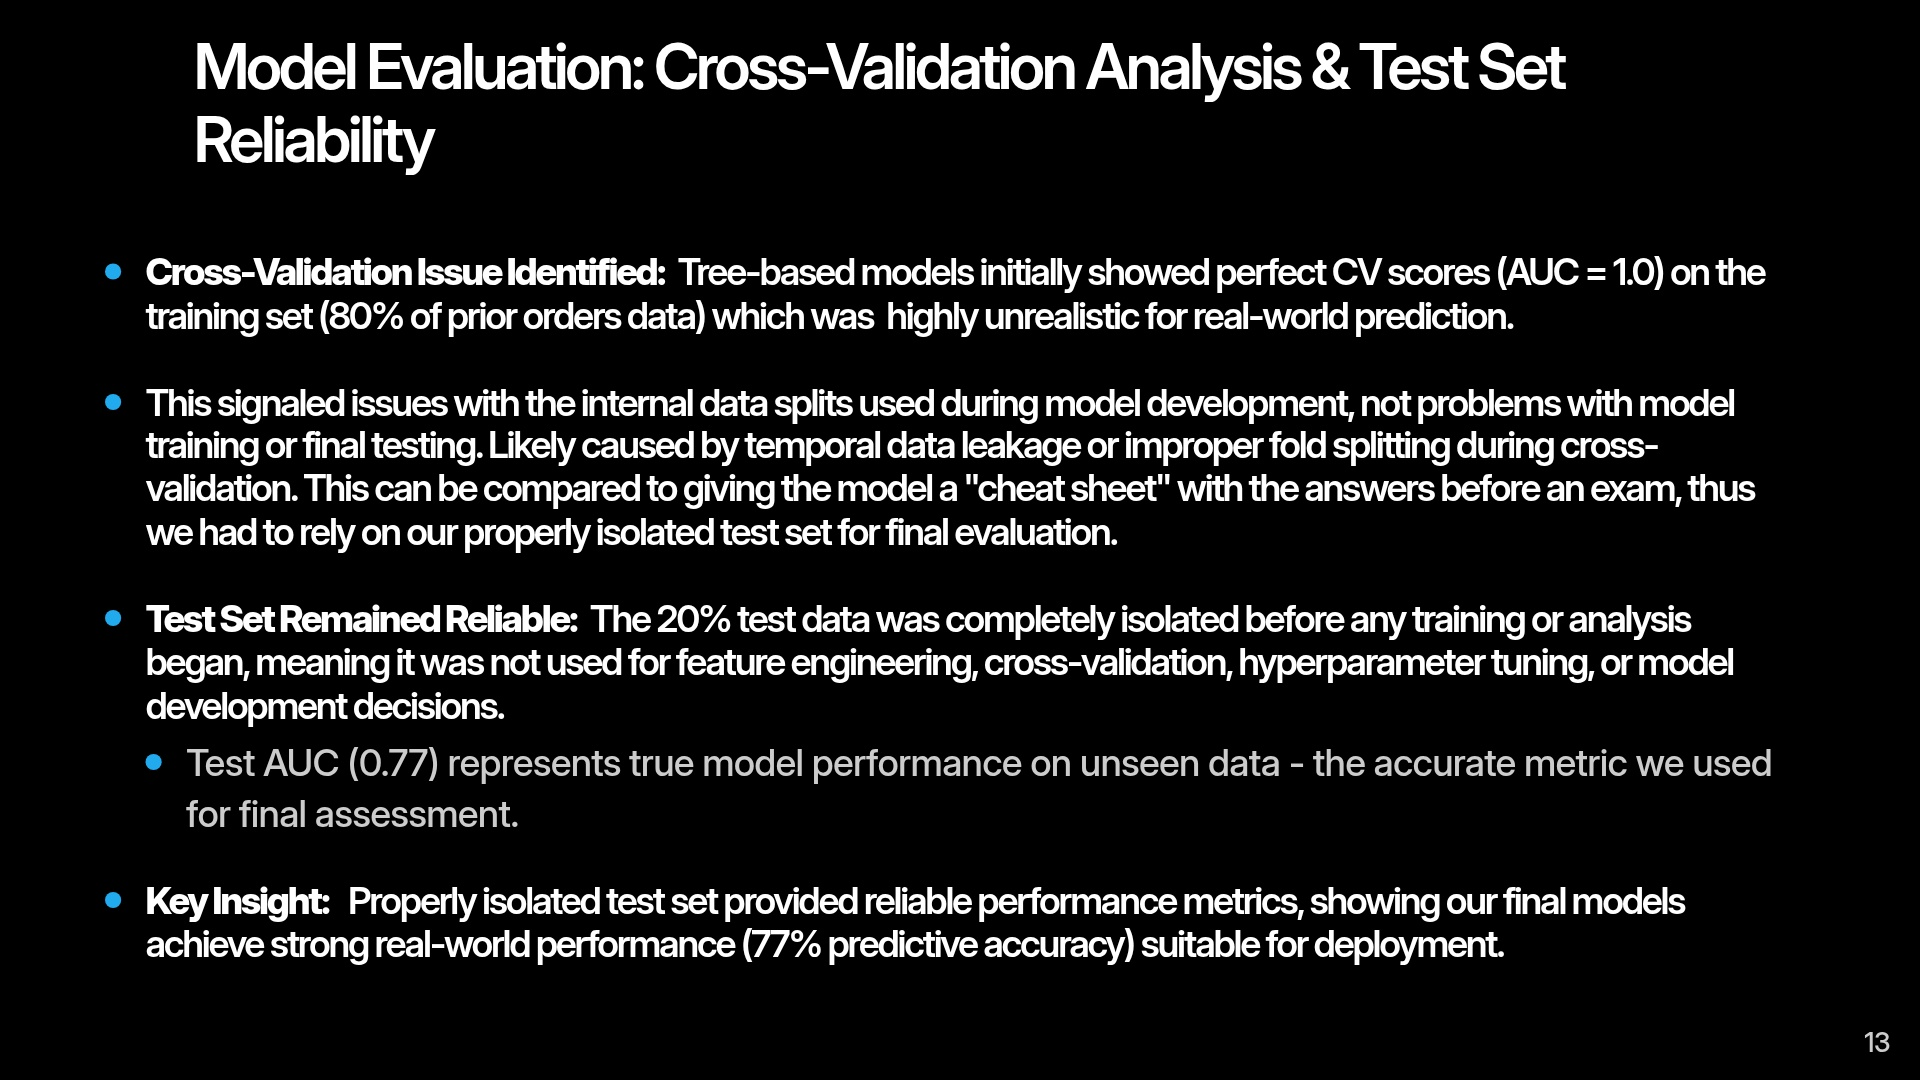 Model Evaluation: Cross-Validation Analysis & Test Set
Reliability
Cross-Validation Issue Identified: Tree-based models initially showed perfect CV scores (AUC = 1.0) on the
training set (80% of prior orders data) which was highly unrealistic for real-world prediction.
This signaled issues with the internal data splits used during model development, not problems with model
training or final testing. Likely caused by temporal data leakage or improper fold splitting during cross-
validation. This can be compared to giving the model a "cheat sheet" with the answers before an exam, thus
we had to rely on our properly isolated test set for final evaluation.
Test Set Remained Reliable: The 20% test data was completely isolated before any training or analysis
began, meaning it was not used for feature engineering, cross-validation, hyperparameter tuning, or model
development decisions.
Test AUC (0.77) represents true model performance on unseen data - the accurate metric we used
for final assessment.
Key Insight: Properly isolated test set provided reliable performance metrics, showing our final models
achieve strong real-world performance (77% predictive accuracy) suitable for deployment.
13